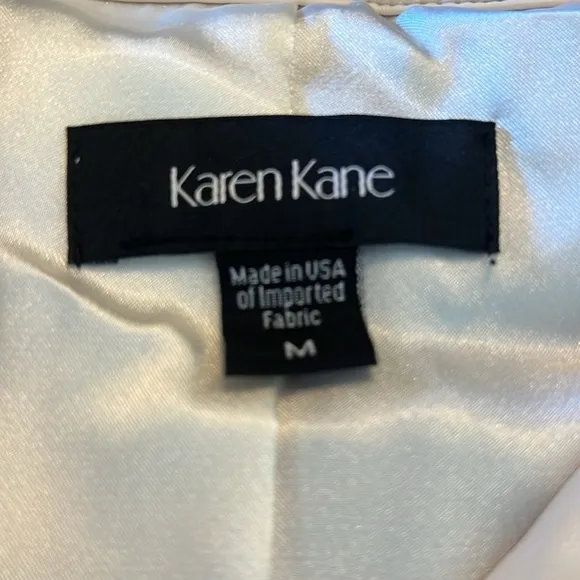 Karen Kane
Made in USA
of Imported
Fabric
M